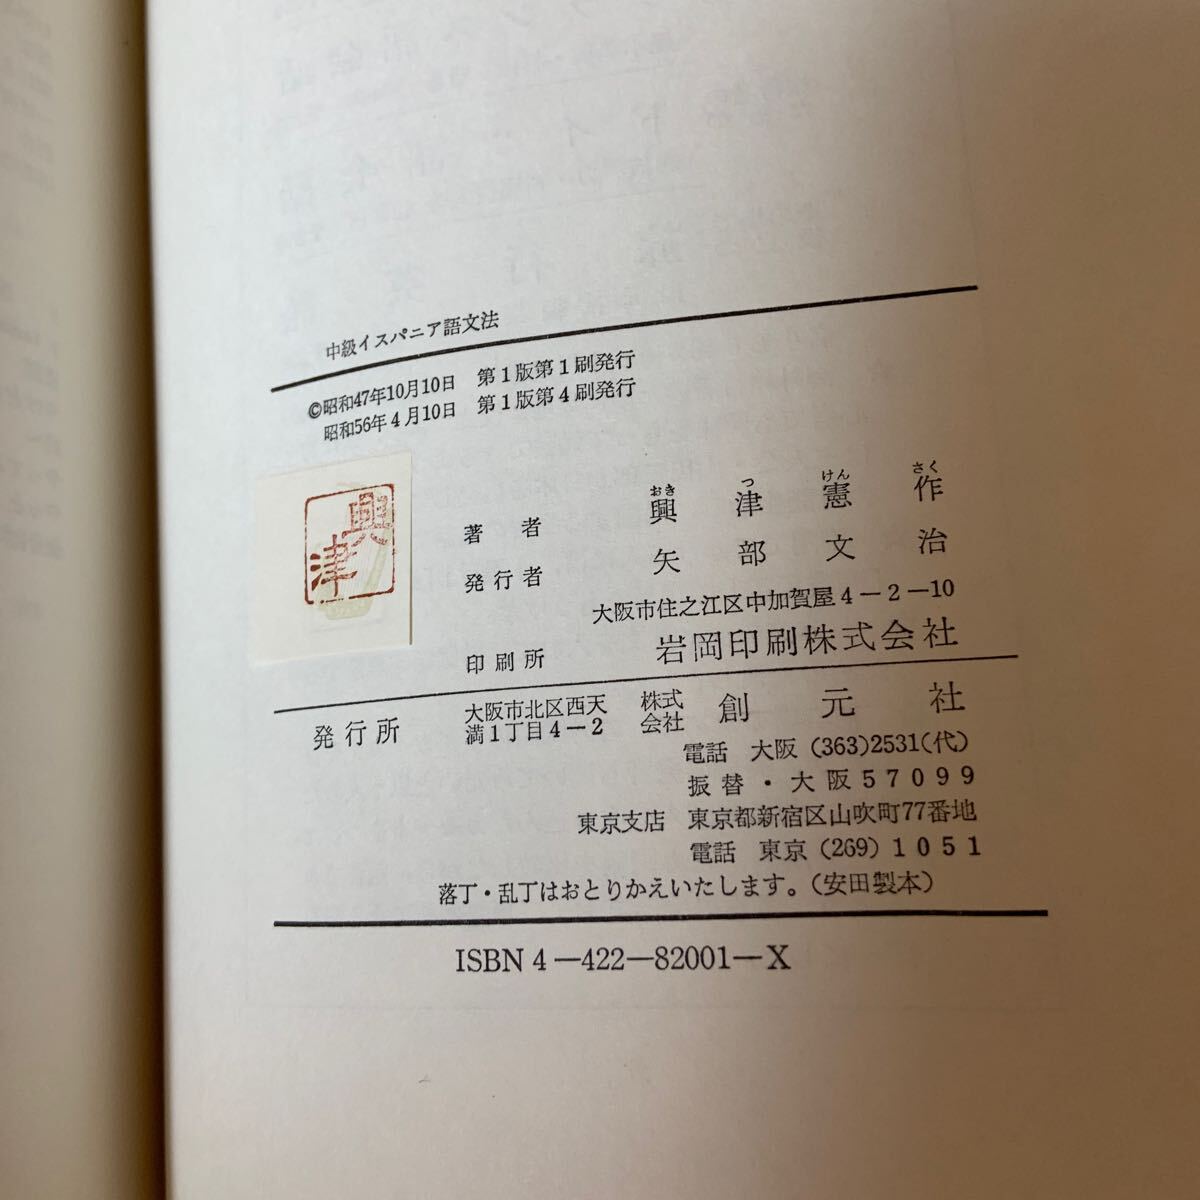 中級イスパニア語文法
©昭和47年10月10日 第1版第1刷発行
昭和56年4月10日 第1版第4刷発行
興津
おき つ けん さく
著者 興津憲作
発行者 矢部文治
大阪市住之江区中加賀屋4-2-10
印刷所 岩岡印刷株式会社
発行所 大阪市北区西天満1丁目4-2 株式会社 創元社
電話 大阪(363)2531(代)
振替・大阪57099
東京支店 東京都新宿区山吹町77番地
電話 東京(269)1051
落丁・乱丁はおとりかえいたします。(安田製本)
ISBN4-422-82001-X